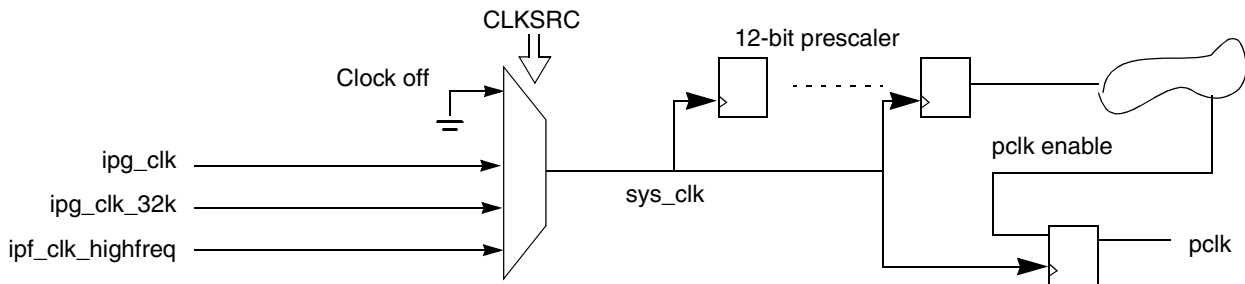 CLKSRC
12-bit prescaler
Clock off
ipg_clk
pclk enable
ipg_clk_32k
sys_clk
ipf_clk_highfreq
pclk